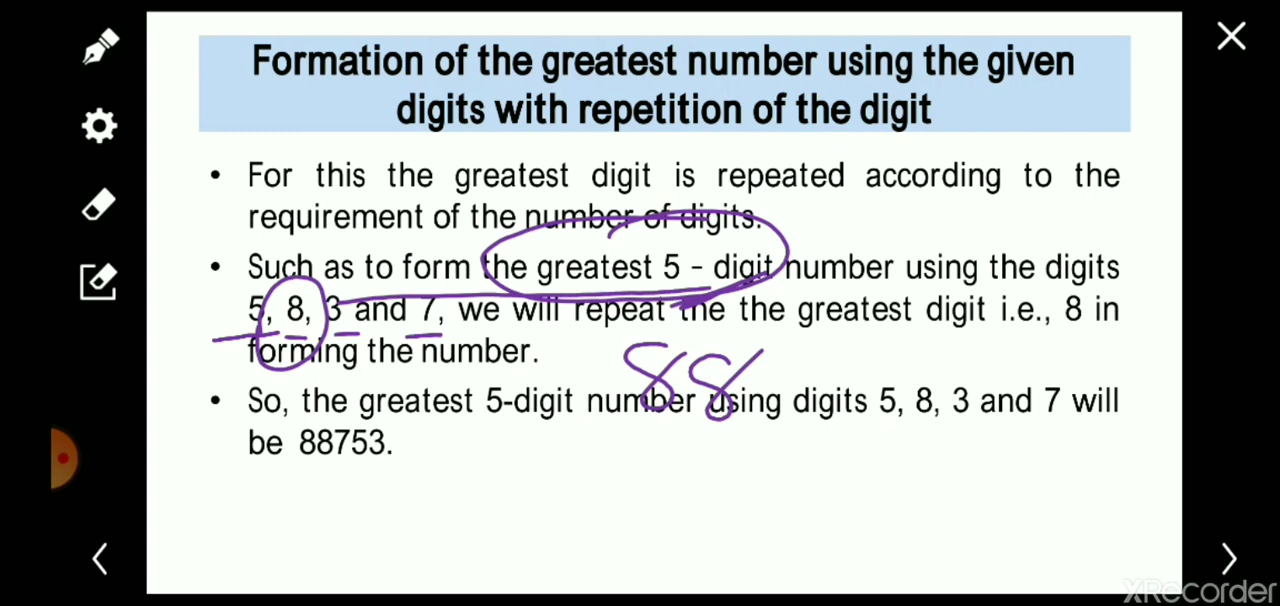 Formation of the greatest number using the given
digits with repetition of the digit
• For this the greatest digit is repeated according to the
requirement of the number of digits.
• Such as to form the greatest 5 - digit number using the digits
5, 8, 3 and 7, we will repeat the the greatest digit i.e., 8 in
forming the number.
88
• So, the greatest 5-digit number using digits 5, 8, 3 and 7 will
be 88753.
XRecorder